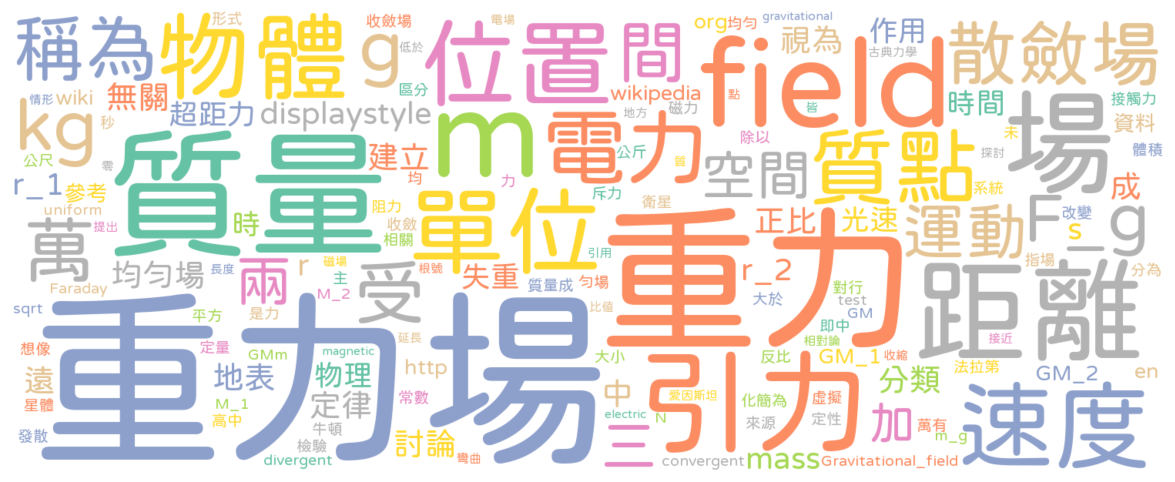 稱為
物體
形式
g
收斂場
低於
電場
位置
間
org
均勻
gravitational
視為
作用
古典力學
散斂場
field
情形
wiki
無關
超距力
區分
displaystyle
wikipedia
點
磁力
皆
時間
接觸力
資料
kg
秒
公尺
零
質量
建立
m
電力
地方
除以
公斤
空間
質點
場
未
探討
體積
r_1
參考
均
力
單位
斥力
質
系統
成
uniform
提出
時
阻力
收斂
相關
衛星
重力
正比
光速
運動
F_g
改變
s
萬
均勻場
長度
r
磁場
主
兩
受
根號
失重
質量成
引用
勻場
r_2
指場
分為
Faraday
M_2
sqrt
平方
是力
重力場
延長
比值
大於
對行
test
GM
距離
想像
定量
GMm
magnetic
大小
即中
相對論
接近
遠
地表
物理
http
引力
反比
GM_1
收縮
法拉第
星體
M_1
定律
常數
中
愛因斯坦
化簡為
虛擬
分類
GM_2
en
發散
高中
牛頓
討論
electric
N
來源
定性
加
萬有
速度
檢驗
divergent
彎曲
三
convergent
mass
Gravitational_field
m_g